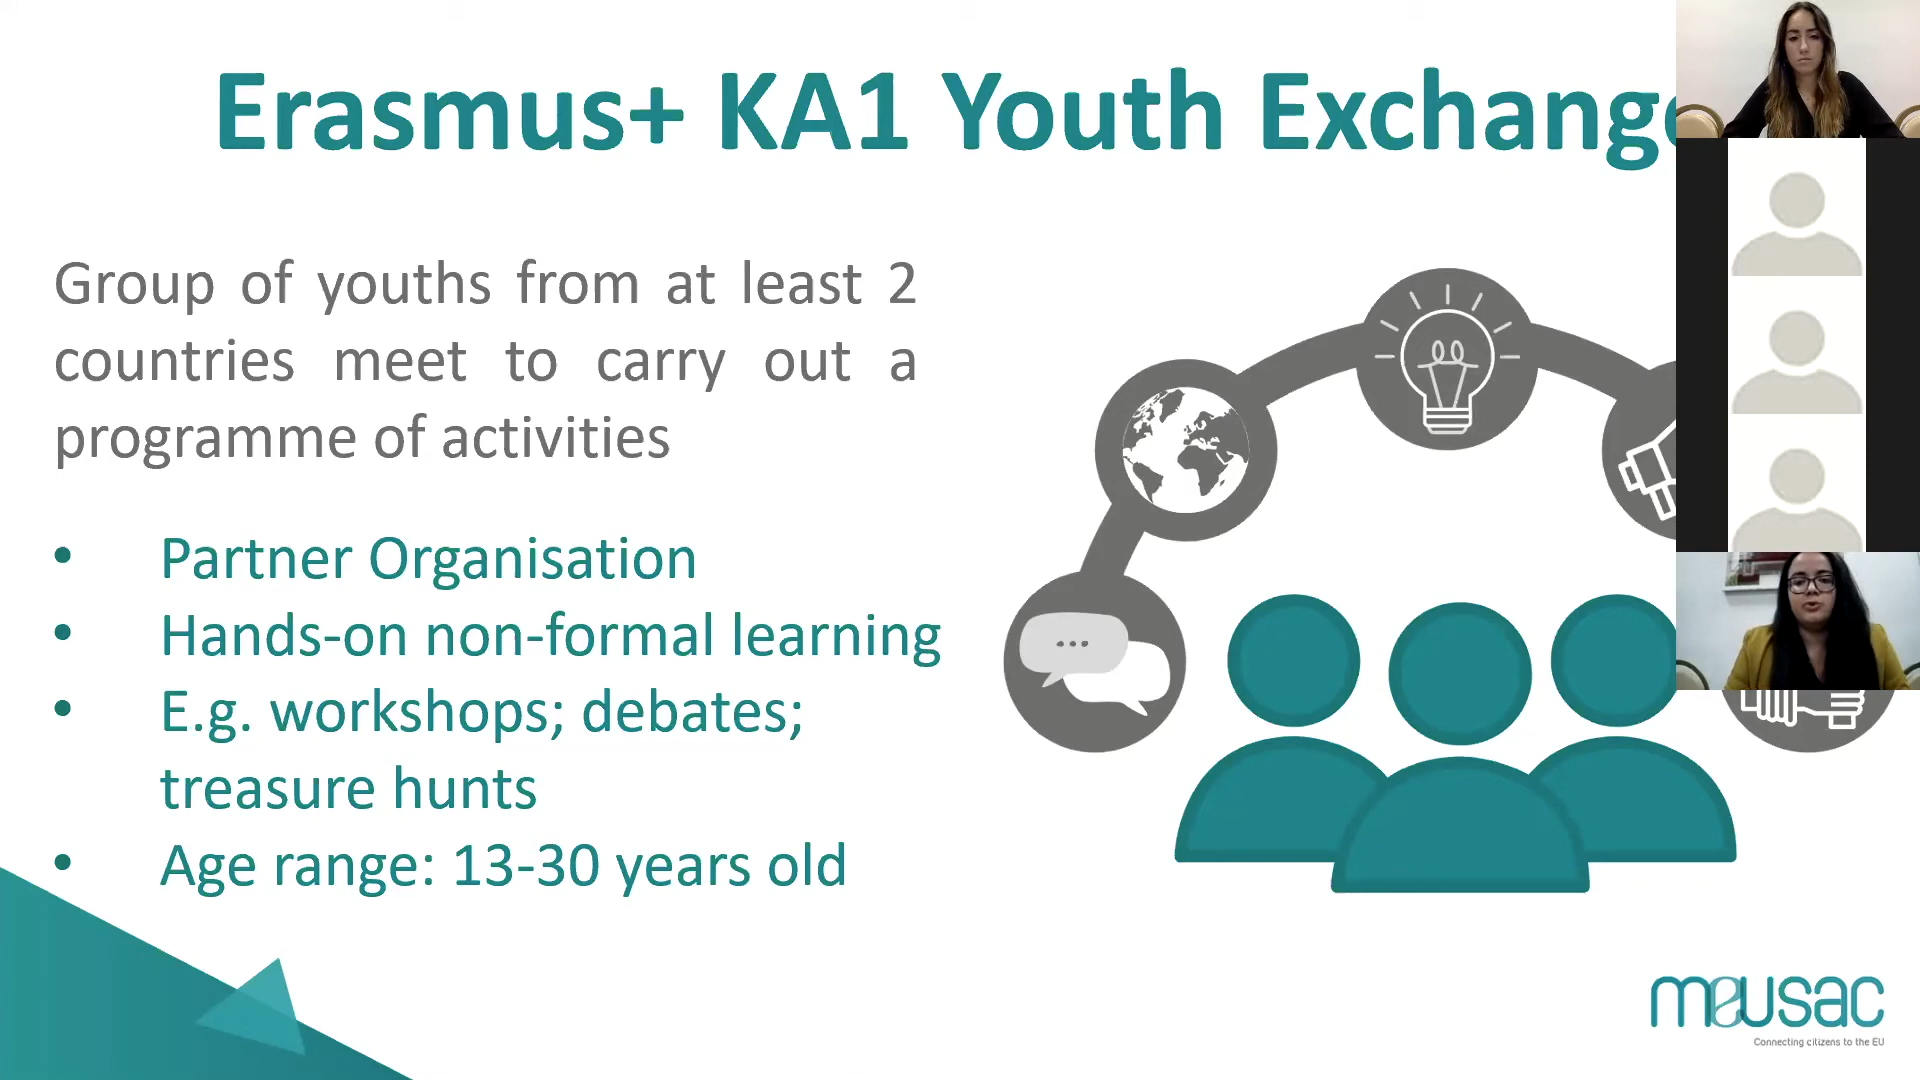 Erasmus+ KA1 Youth Exchange
Group of youths from at least 2
countries meet to carry out a
programme of activities
• Partner Organisation
• Hands-on non-formal learning
• E.g. workshops; debates;
treasure hunts
• Age range: 13-30 years old
meusac
Connecting citizens to the EU